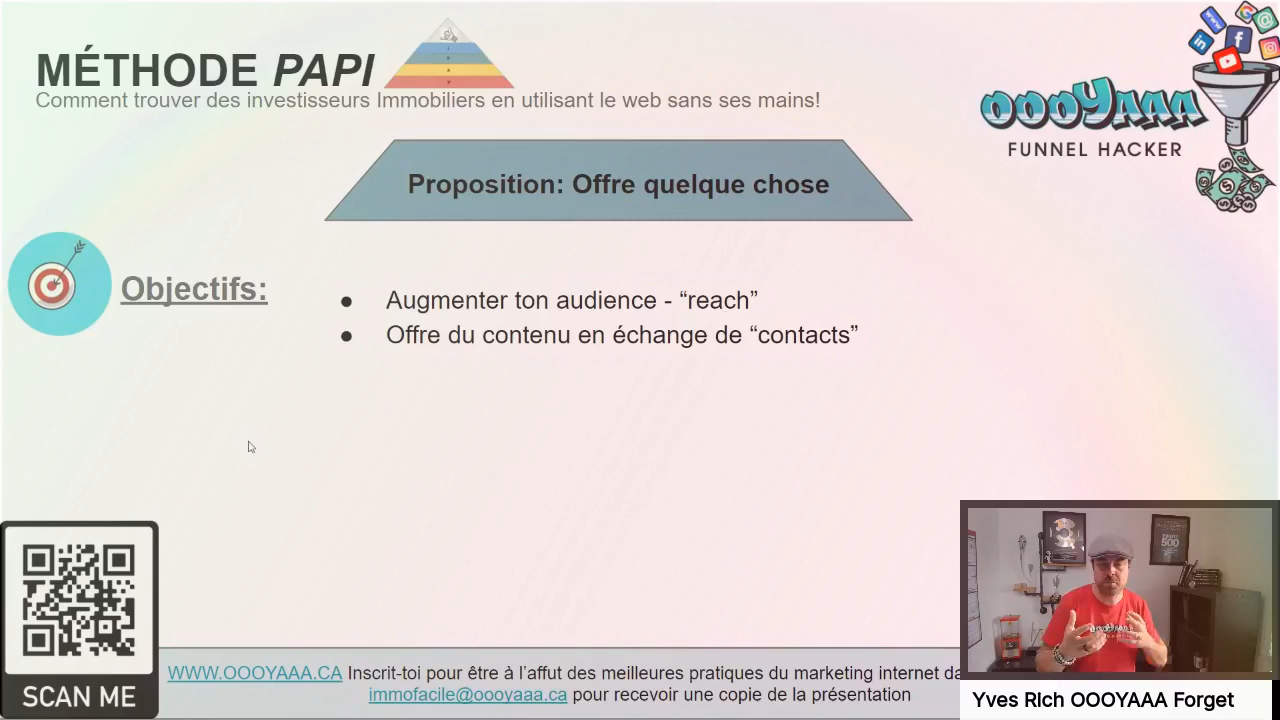 MÉTHODE PAPI
Comment trouver des investisseurs Immobiliers en utilisant le web sans ses mains!
OOOYAAA
FUNNEL HACKER
Proposition: Offre quelque chose
Objectifs:
● Augmenter ton audience - “reach”
● Offre du contenu en échange de “contacts”
SCAN ME
WWW.OOOYAAA.CA Inscrit-toi pour être à l’affut des meilleures pratiques du marketing internet da
immofacile@oooyaaa.ca pour recevoir une copie de la présentation
500
Yves RIch OOOYAAA Forget